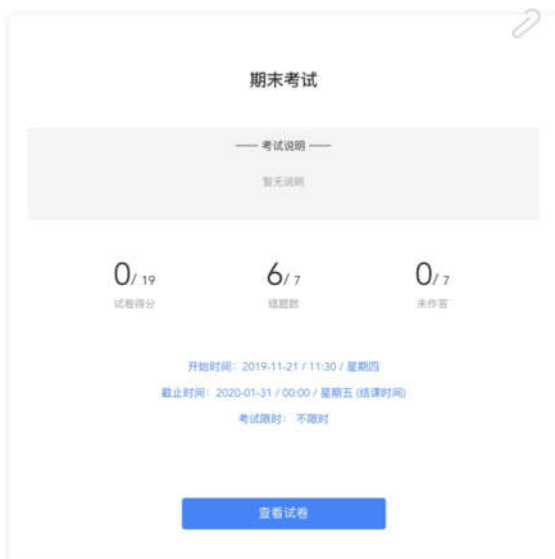 期末考试
—— 考试说明 ——
暂无说明
0/ 19
试卷得分
6/ 7
错题数
0/ 7
未作答
开始时间：2019-11-21 / 11:30 / 星期四
截止时间：2020-01-31 / 00:00 / 星期五 (结课时间)
考试限时： 不限时
查看试卷